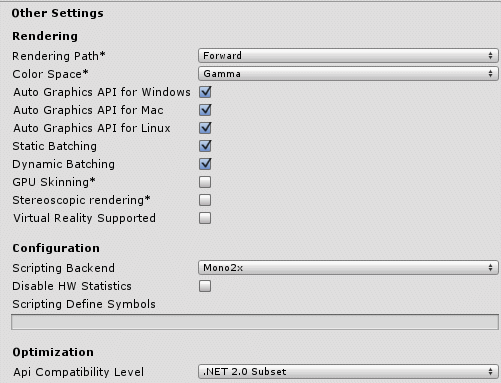 Other Settings
Rendering
Rendering Path* Forward
Color Space* Gamma
Auto Graphics API for Windows
Auto Graphics API for Mac
Auto Graphics API for Linux
Static Batching
Dynamic Batching
GPU Skinning*
Stereoscopic rendering*
Virtual Reality Supported
Configuration
Scripting Backend Mono2x
Disable HW Statistics
Scripting Define Symbols
Optimization
Api Compatibility Level .NET 2.0 Subset